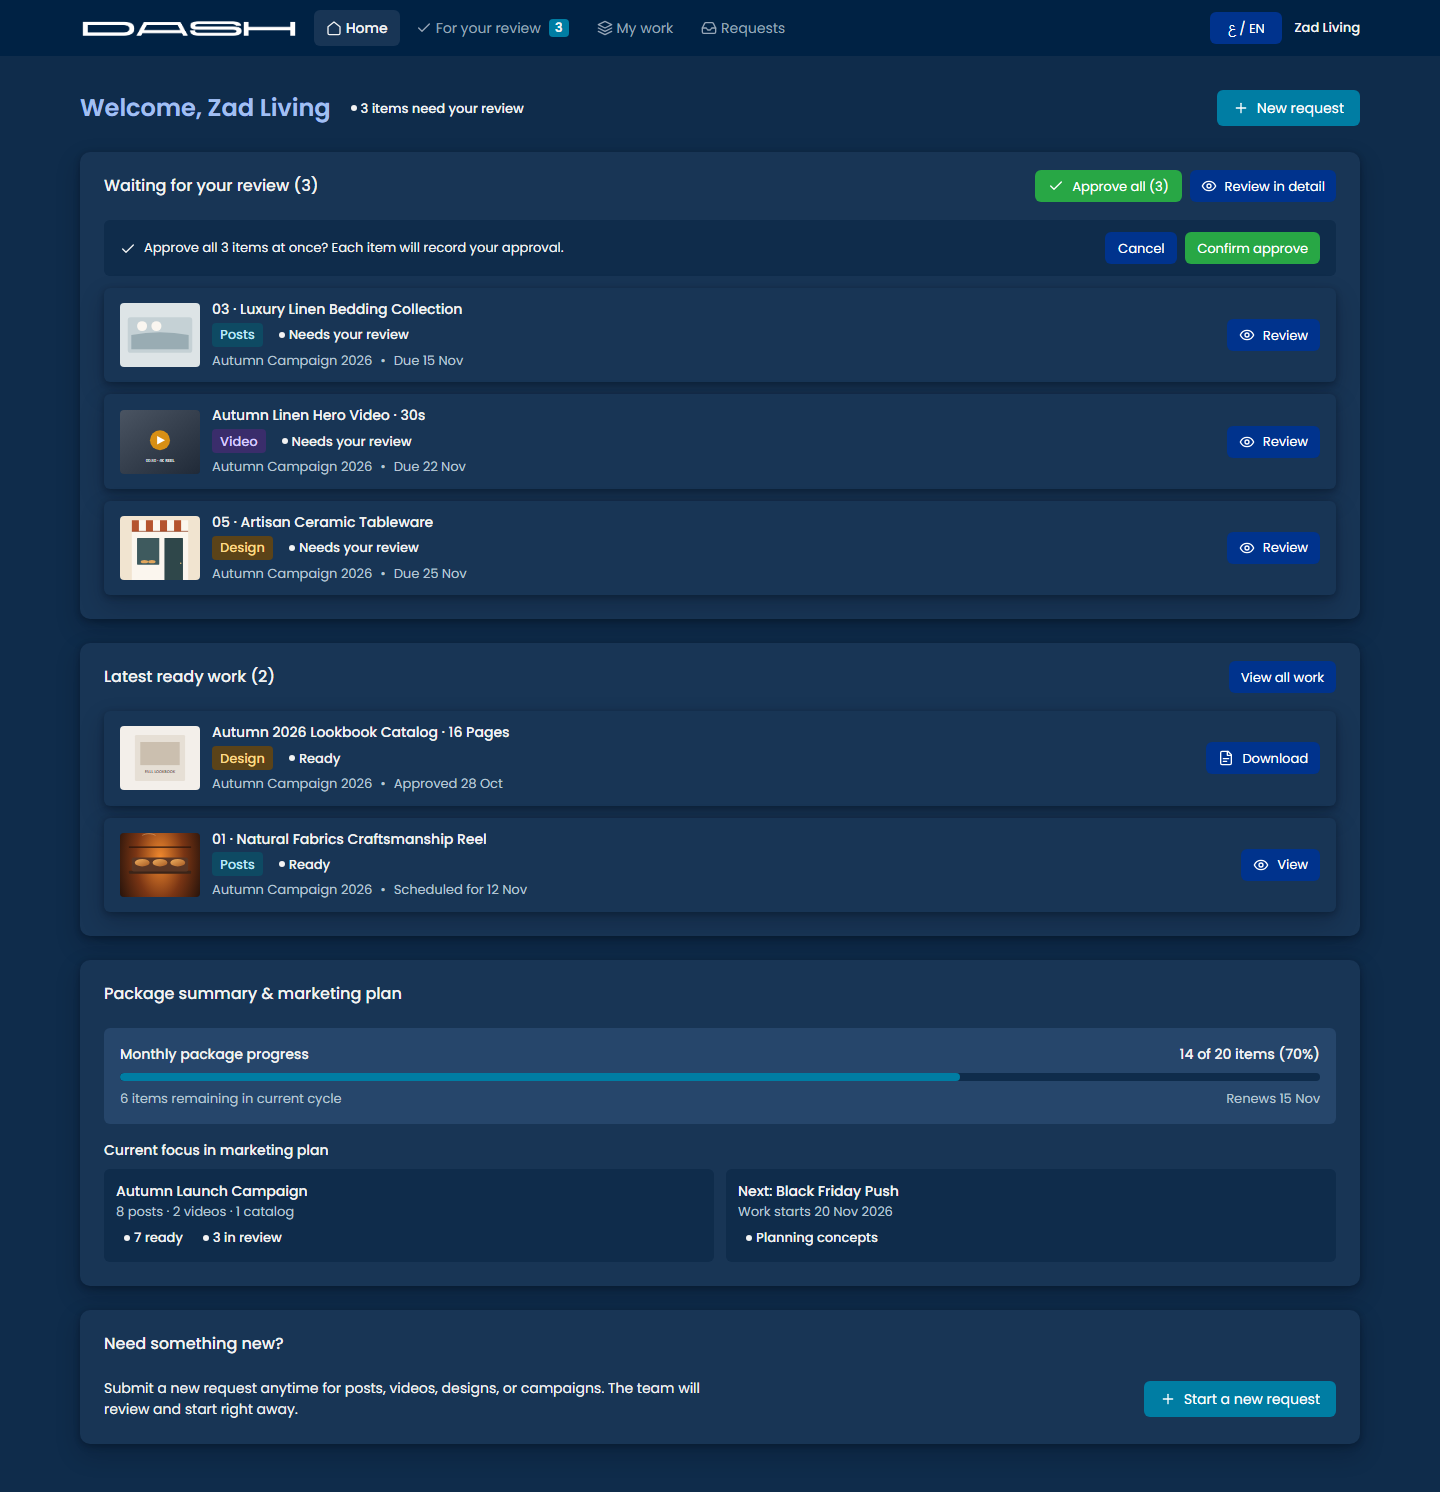 DASH
Home
For your review 3
My work
Requests
ع / EN
Zad Living
Welcome, Zad Living
3 items need your review
New request
Waiting for your review (3)
Approve all (3)
Review in detail
Approve all 3 items at once? Each item will record your approval.
Cancel
Confirm approve
03 · Luxury Linen Bedding Collection
Posts
Needs your review
Autumn Campaign 2026 • Due 15 Nov
Review
Autumn Linen Hero Video · 30s
Video
Needs your review
Autumn Campaign 2026 • Due 22 Nov
Review
05 · Artisan Ceramic Tableware
Design
Needs your review
Autumn Campaign 2026 • Due 25 Nov
Review
Latest ready work (2)
View all work
Autumn 2026 Lookbook Catalog · 16 Pages
Design
Ready
Autumn Campaign 2026 • Approved 28 Oct
Download
01 · Natural Fabrics Craftsmanship Reel
Posts
Ready
Autumn Campaign 2026 • Scheduled for 12 Nov
View
Package summary & marketing plan
Monthly package progress
14 of 20 items (70%)
6 items remaining in current cycle
Renews 15 Nov
Current focus in marketing plan
Autumn Launch Campaign
8 posts · 2 videos · 1 catalog
7 ready
3 in review
Next: Black Friday Push
Work starts 20 Nov 2026
Planning concepts
Need something new?
Submit a new request anytime for posts, videos, designs, or campaigns. The team will
review and start right away.
Start a new request